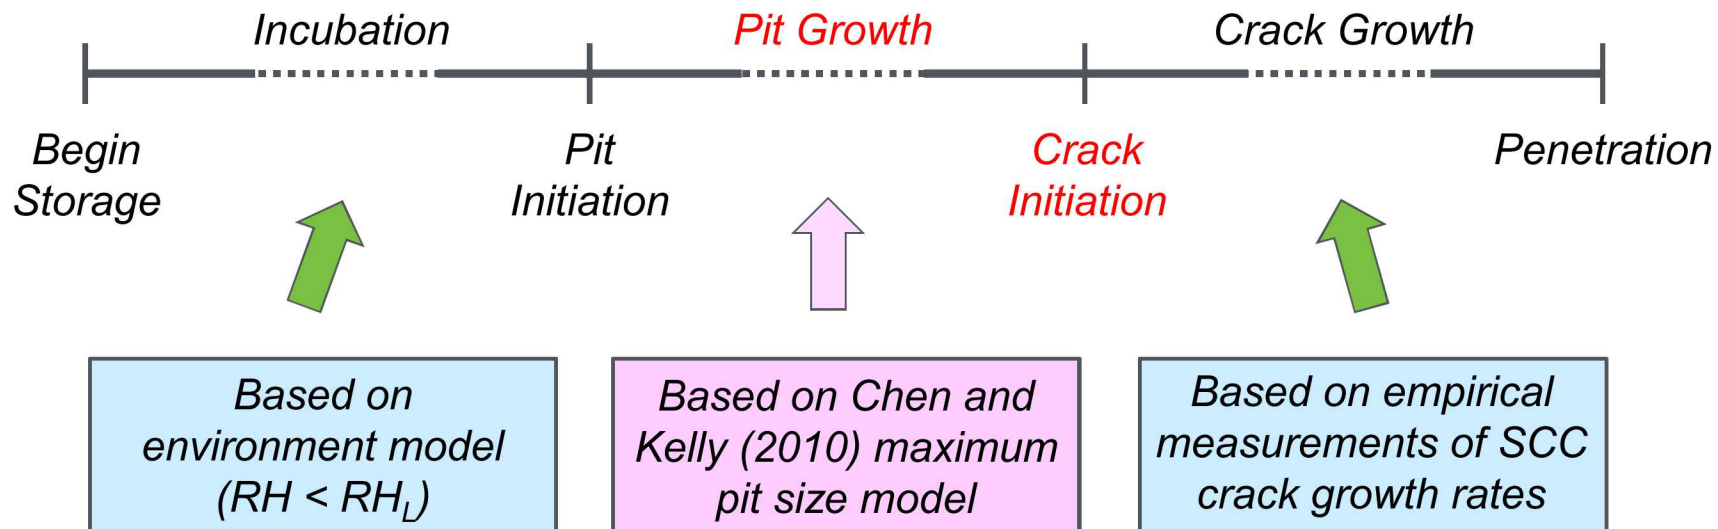 Incubation
Pit Growth
Crack Growth
Begin
Storage
Pit
Initiation
Crack
Initiation
Penetration
Based on
environment model
(RH < RH_L)
Based on Chen and
Kelly (2010) maximum
pit size model
Based on empirical
measurements of SCC
crack growth rates